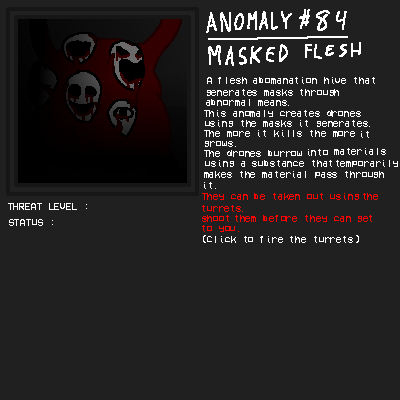 ANOMALY #84
MASKED FLESH
A flesh abomanation hive that
generates masks through
abnormal means.
This anomaly creates drones
using the masks it generates.
The more it kills the more it
grows.
The drones burrow into materials
using a substance that temporarily
makes the material pass through
it.
They can be taken out using the
turrets.
shoot them before they can get
to you.
(Click to fire the turrets)
THREAT LEVEL :
STATUS :